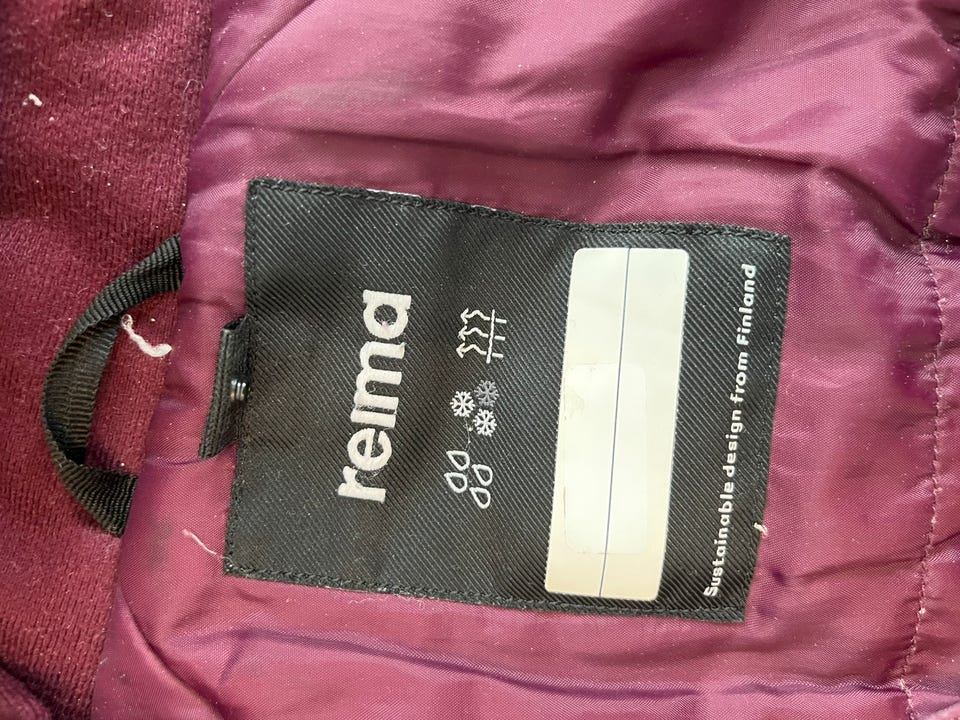 reima
Sustainable design from Finland